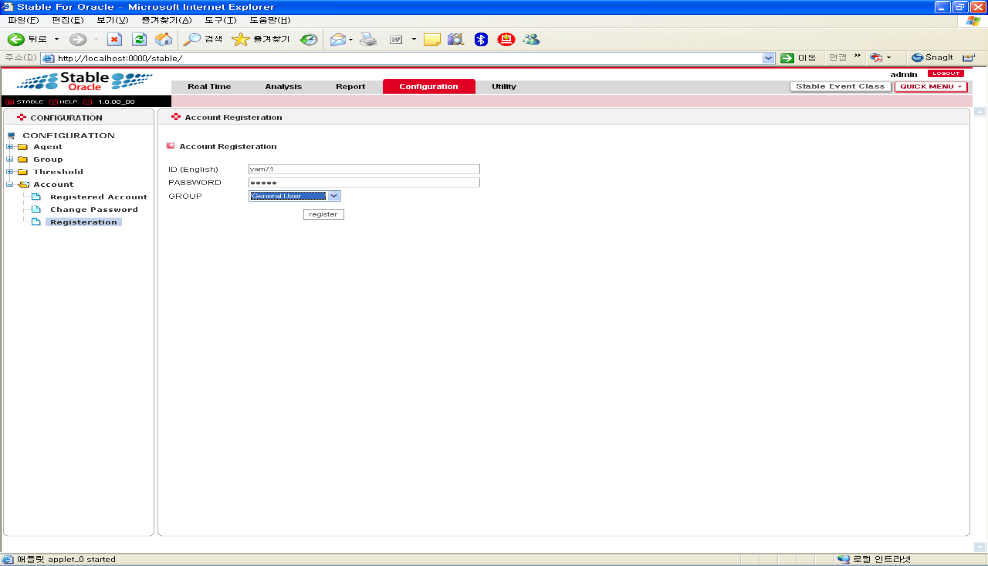 Stable For Oracle - Microsoft Internet Explorer
파일(F) 편집(E) 보기(V) 즐겨찾기(A) 도구(T) 도움말(H)
뒤로 검색 즐겨찾기
주소(D) http://localhost:8080/stable/ 이동 연결 » SnagIt
Stable Oracle
admin LOGOUT
Real Time Analysis Report Configuration Utility
Stable Event Class QUICK MENU
STABLE HELP 1.0.00_00
CONFIGURATION
Account Registeration
CONFIGURATION
Agent
Group
Threshold
Account
Registered Account
Change Password
Registeration
Account Registeration
ID (English) yam71
PASSWORD •••••
GROUP General User
register
애플릿 applet_0 started
로컬 인트라넷